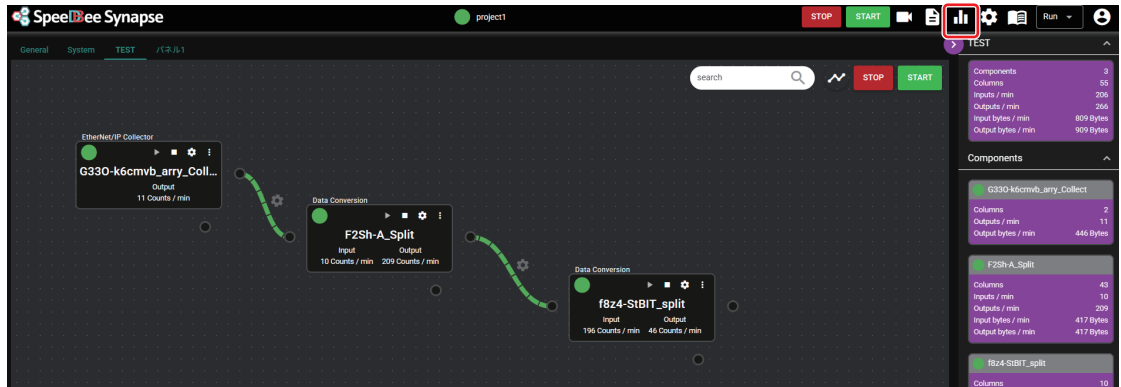 SpeeDBee Synapse
project1
STOP
START
Run
General
System
TEST
パネル1
search
STOP
START
EtherNet/IP Collector
G33O-k6cmvb_arry_Coll...
Output
11 Counts / min
Data Conversion
F2Sh-A_Split
Input Output
10 Counts / min 209 Counts / min
Data Conversion
f8z4-StBIT_split
Input Output
196 Counts / min 46 Counts / min
TEST
Components 3
Columns 55
Inputs / min 206
Outputs / min 266
Input bytes / min 809 Bytes
Output bytes / min 909 Bytes
Components
G33O-k6cmvb_arry_Collect
Columns 2
Outputs / min 11
Output bytes / min 446 Bytes
F2Sh-A_Split
Columns 43
Inputs / min 10
Outputs / min 209
Input bytes / min 417 Bytes
Output bytes / min 417 Bytes
f8z4-StBIT_split
Columns 10